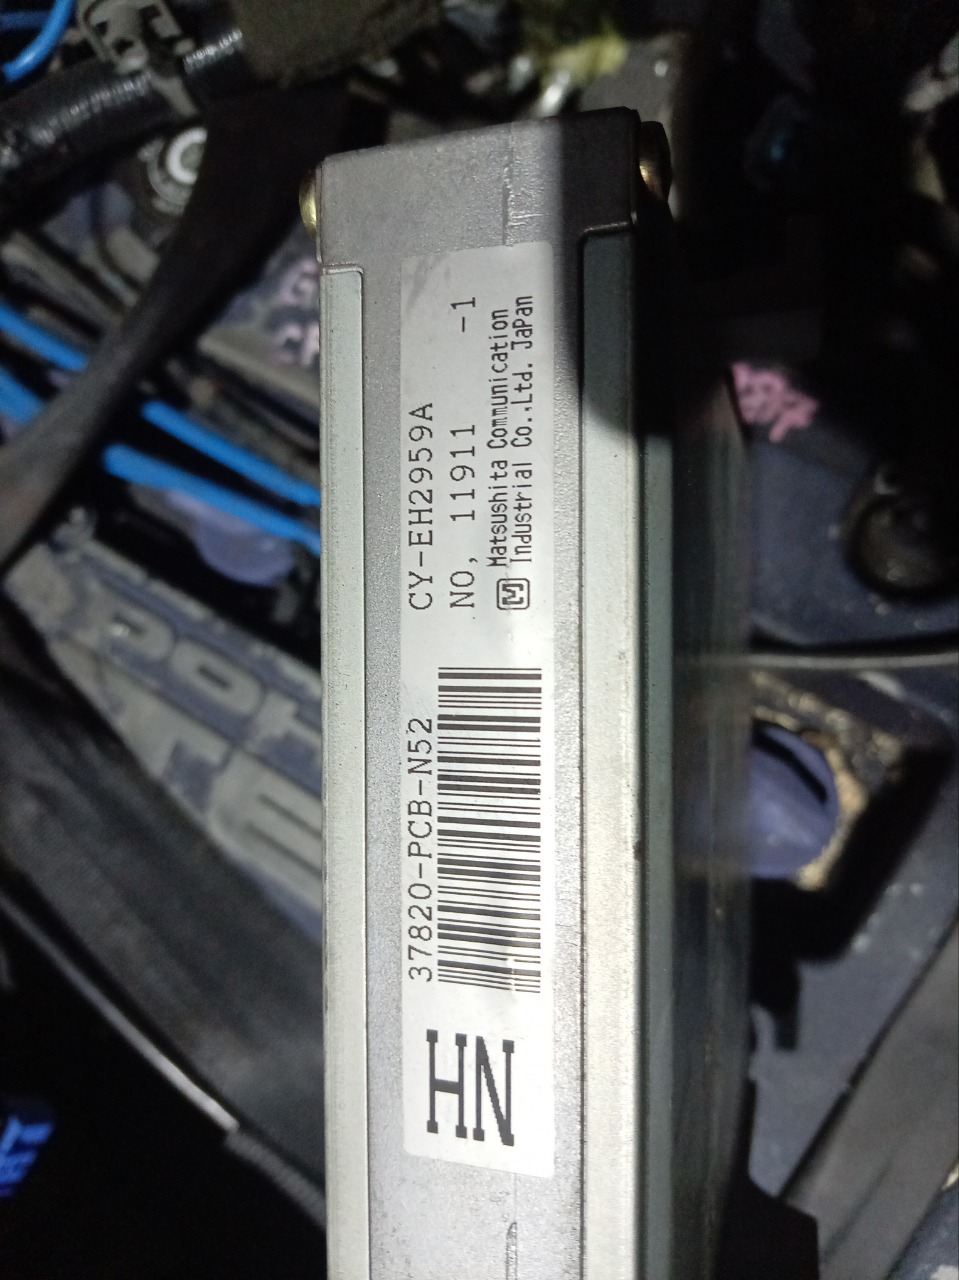 CY-EH2959A
NO, 11911 -1
Matsushita Communication
Industrial Co.,Ltd. JaPan
37820-PCB-N52
HN